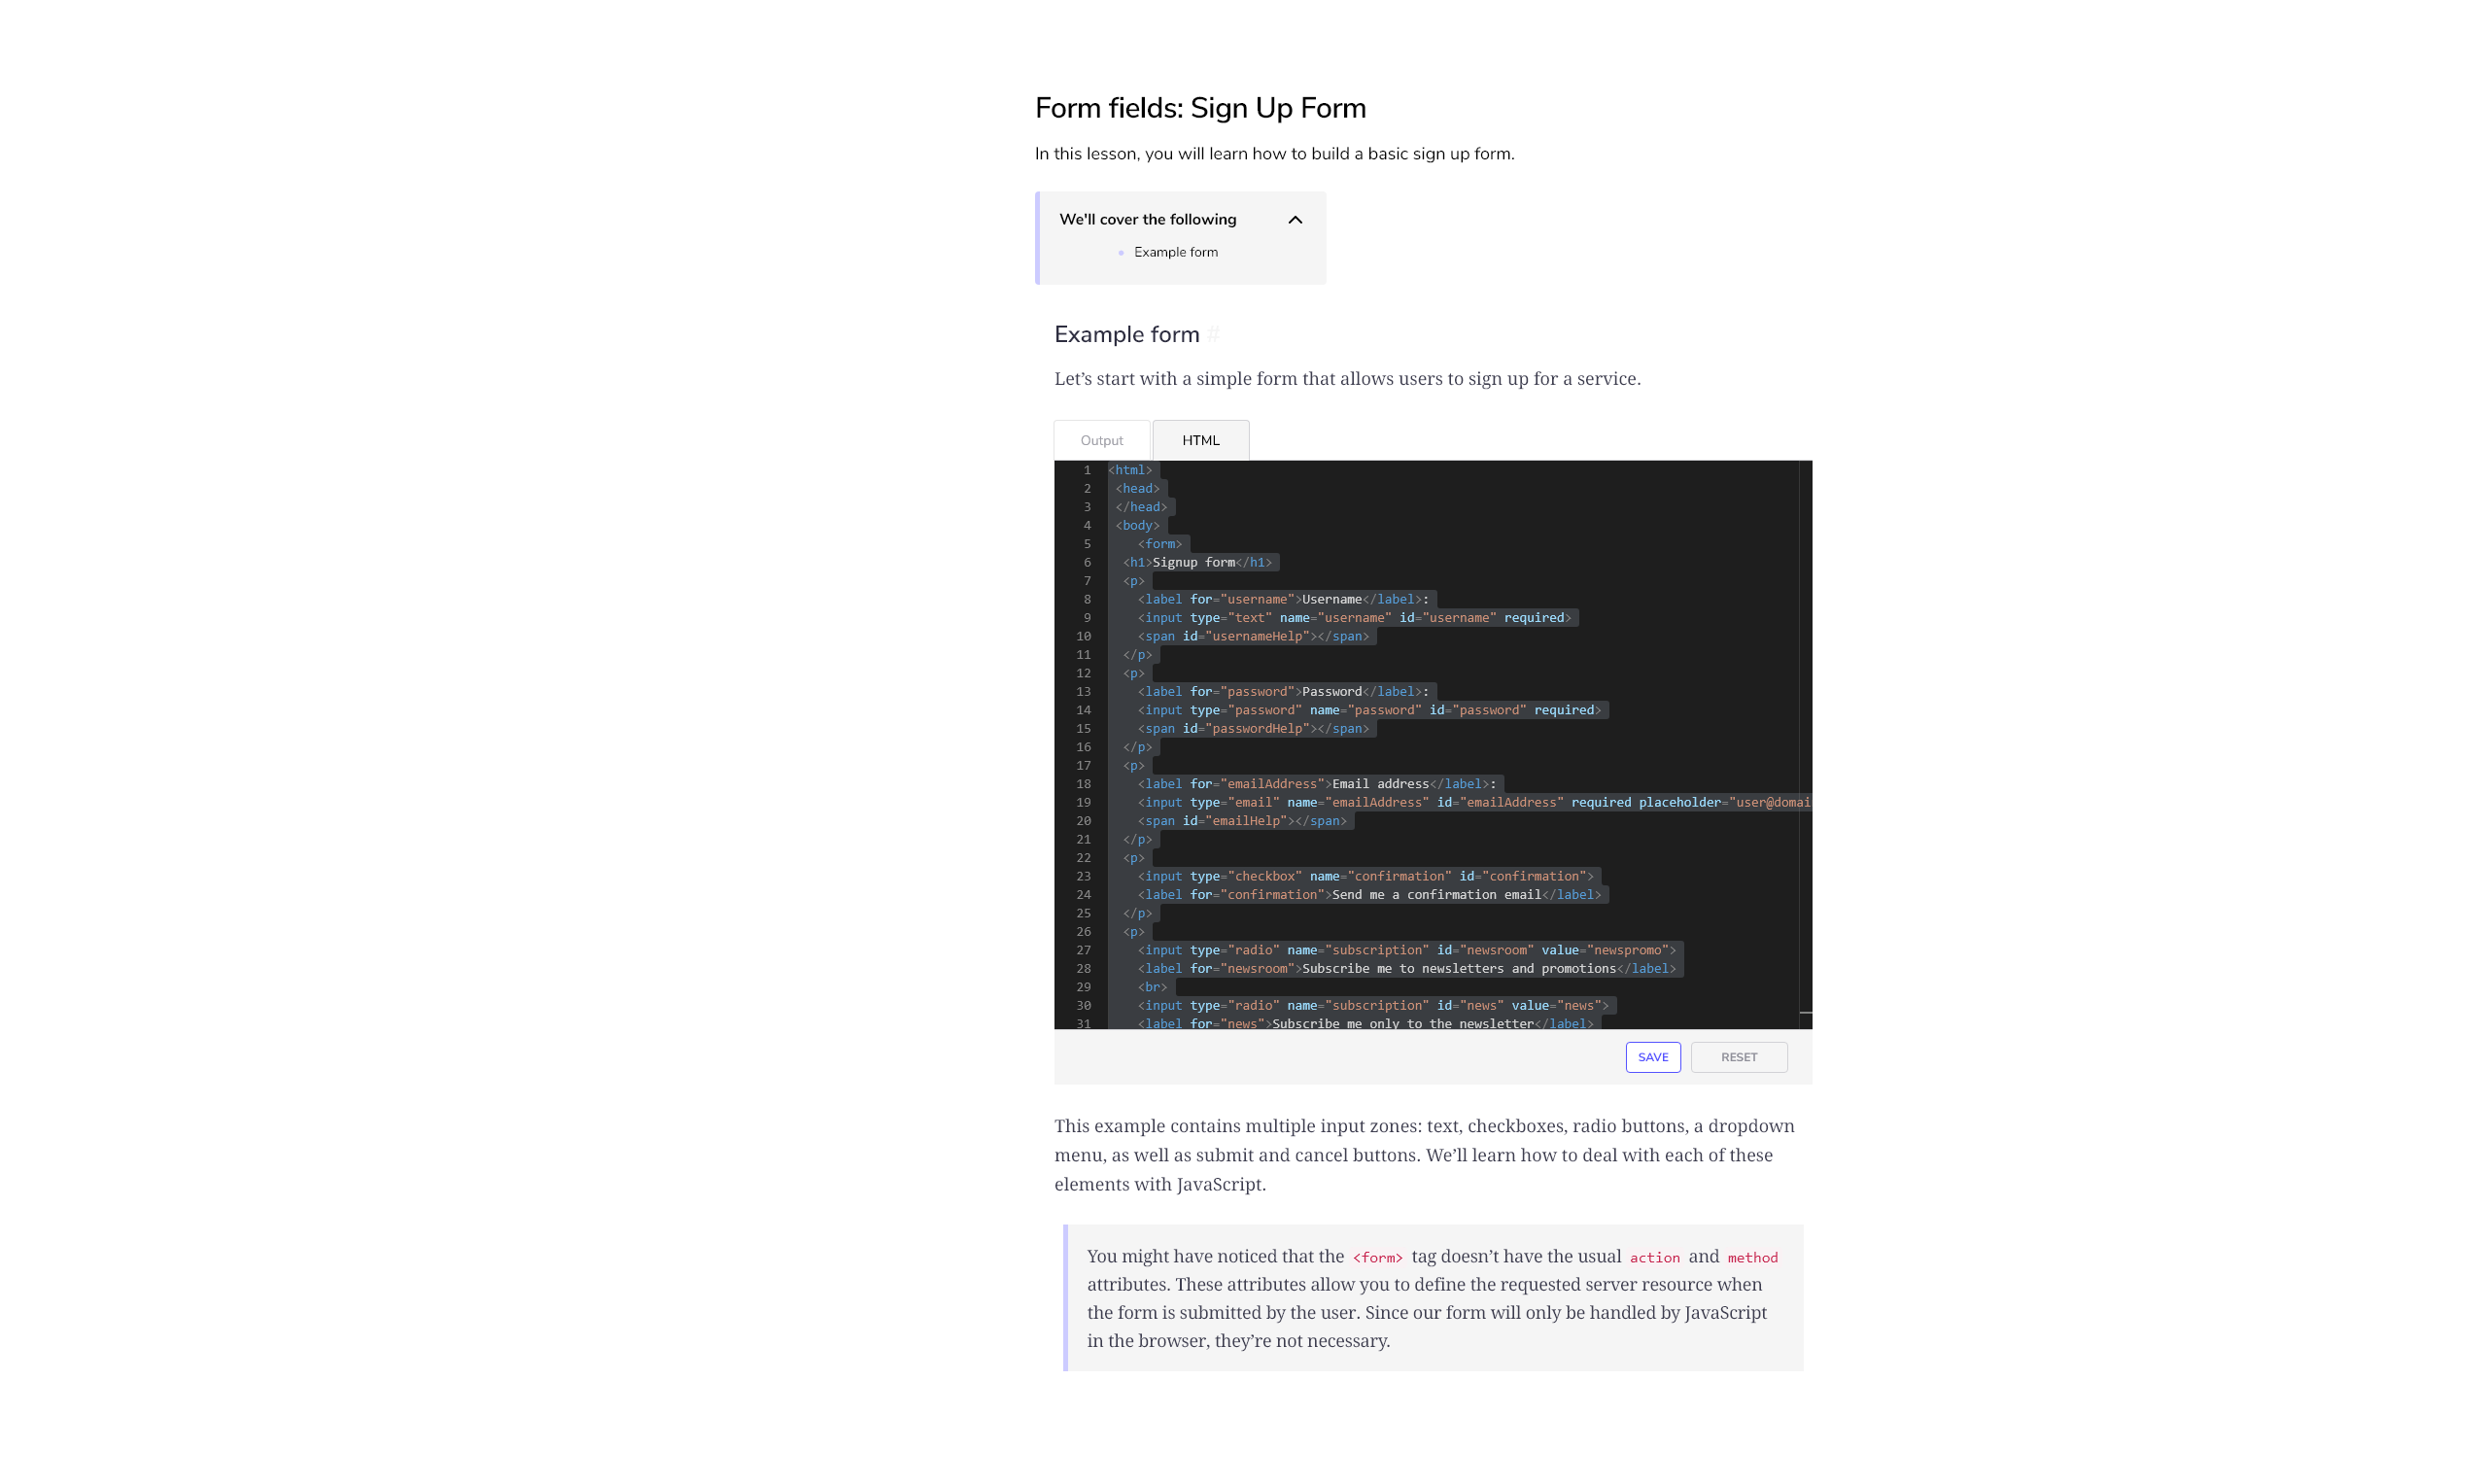 Form fields: Sign Up Form
In this lesson, you will learn how to build a basic sign up form.
We'll cover the following
Example form
Example form #
Let’s start with a simple form that allows users to sign up for a service.
Output HTML
1 <html>
2 <head>
3 </head>
4 <body>
5 <form>
6 <h1>Signup form</h1>
7 <p>
8 <label for="username">Username</label>:
9 <input type="text" name="username" id="username" required>
10 <span id="usernameHelp"></span>
11 </p>
12 <p>
13 <label for="password">Password</label>:
14 <input type="password" name="password" id="password" required>
15 <span id="passwordHelp"></span>
16 </p>
17 <p>
18 <label for="emailAddress">Email address</label>:
19 <input type="email" name="emailAddress" id="emailAddress" required placeholder="user@domai
20 <span id="emailHelp"></span>
21 </p>
22 <p>
23 <input type="checkbox" name="confirmation" id="confirmation">
24 <label for="confirmation">Send me a confirmation email</label>
25 </p>
26 <p>
27 <input type="radio" name="subscription" id="newsroom" value="newspromo">
28 <label for="newsroom">Subscribe me to newsletters and promotions</label>
29 <br>
30 <input type="radio" name="subscription" id="news" value="news">
31 <label for="news">Subscribe me only to the newsletter</label>
SAVE RESET
This example contains multiple input zones: text, checkboxes, radio buttons, a dropdown
menu, as well as submit and cancel buttons. We’ll learn how to deal with each of these
elements with JavaScript.
You might have noticed that the <form> tag doesn’t have the usual action and method
attributes. These attributes allow you to define the requested server resource when
the form is submitted by the user. Since our form will only be handled by JavaScript
in the browser, they’re not necessary.